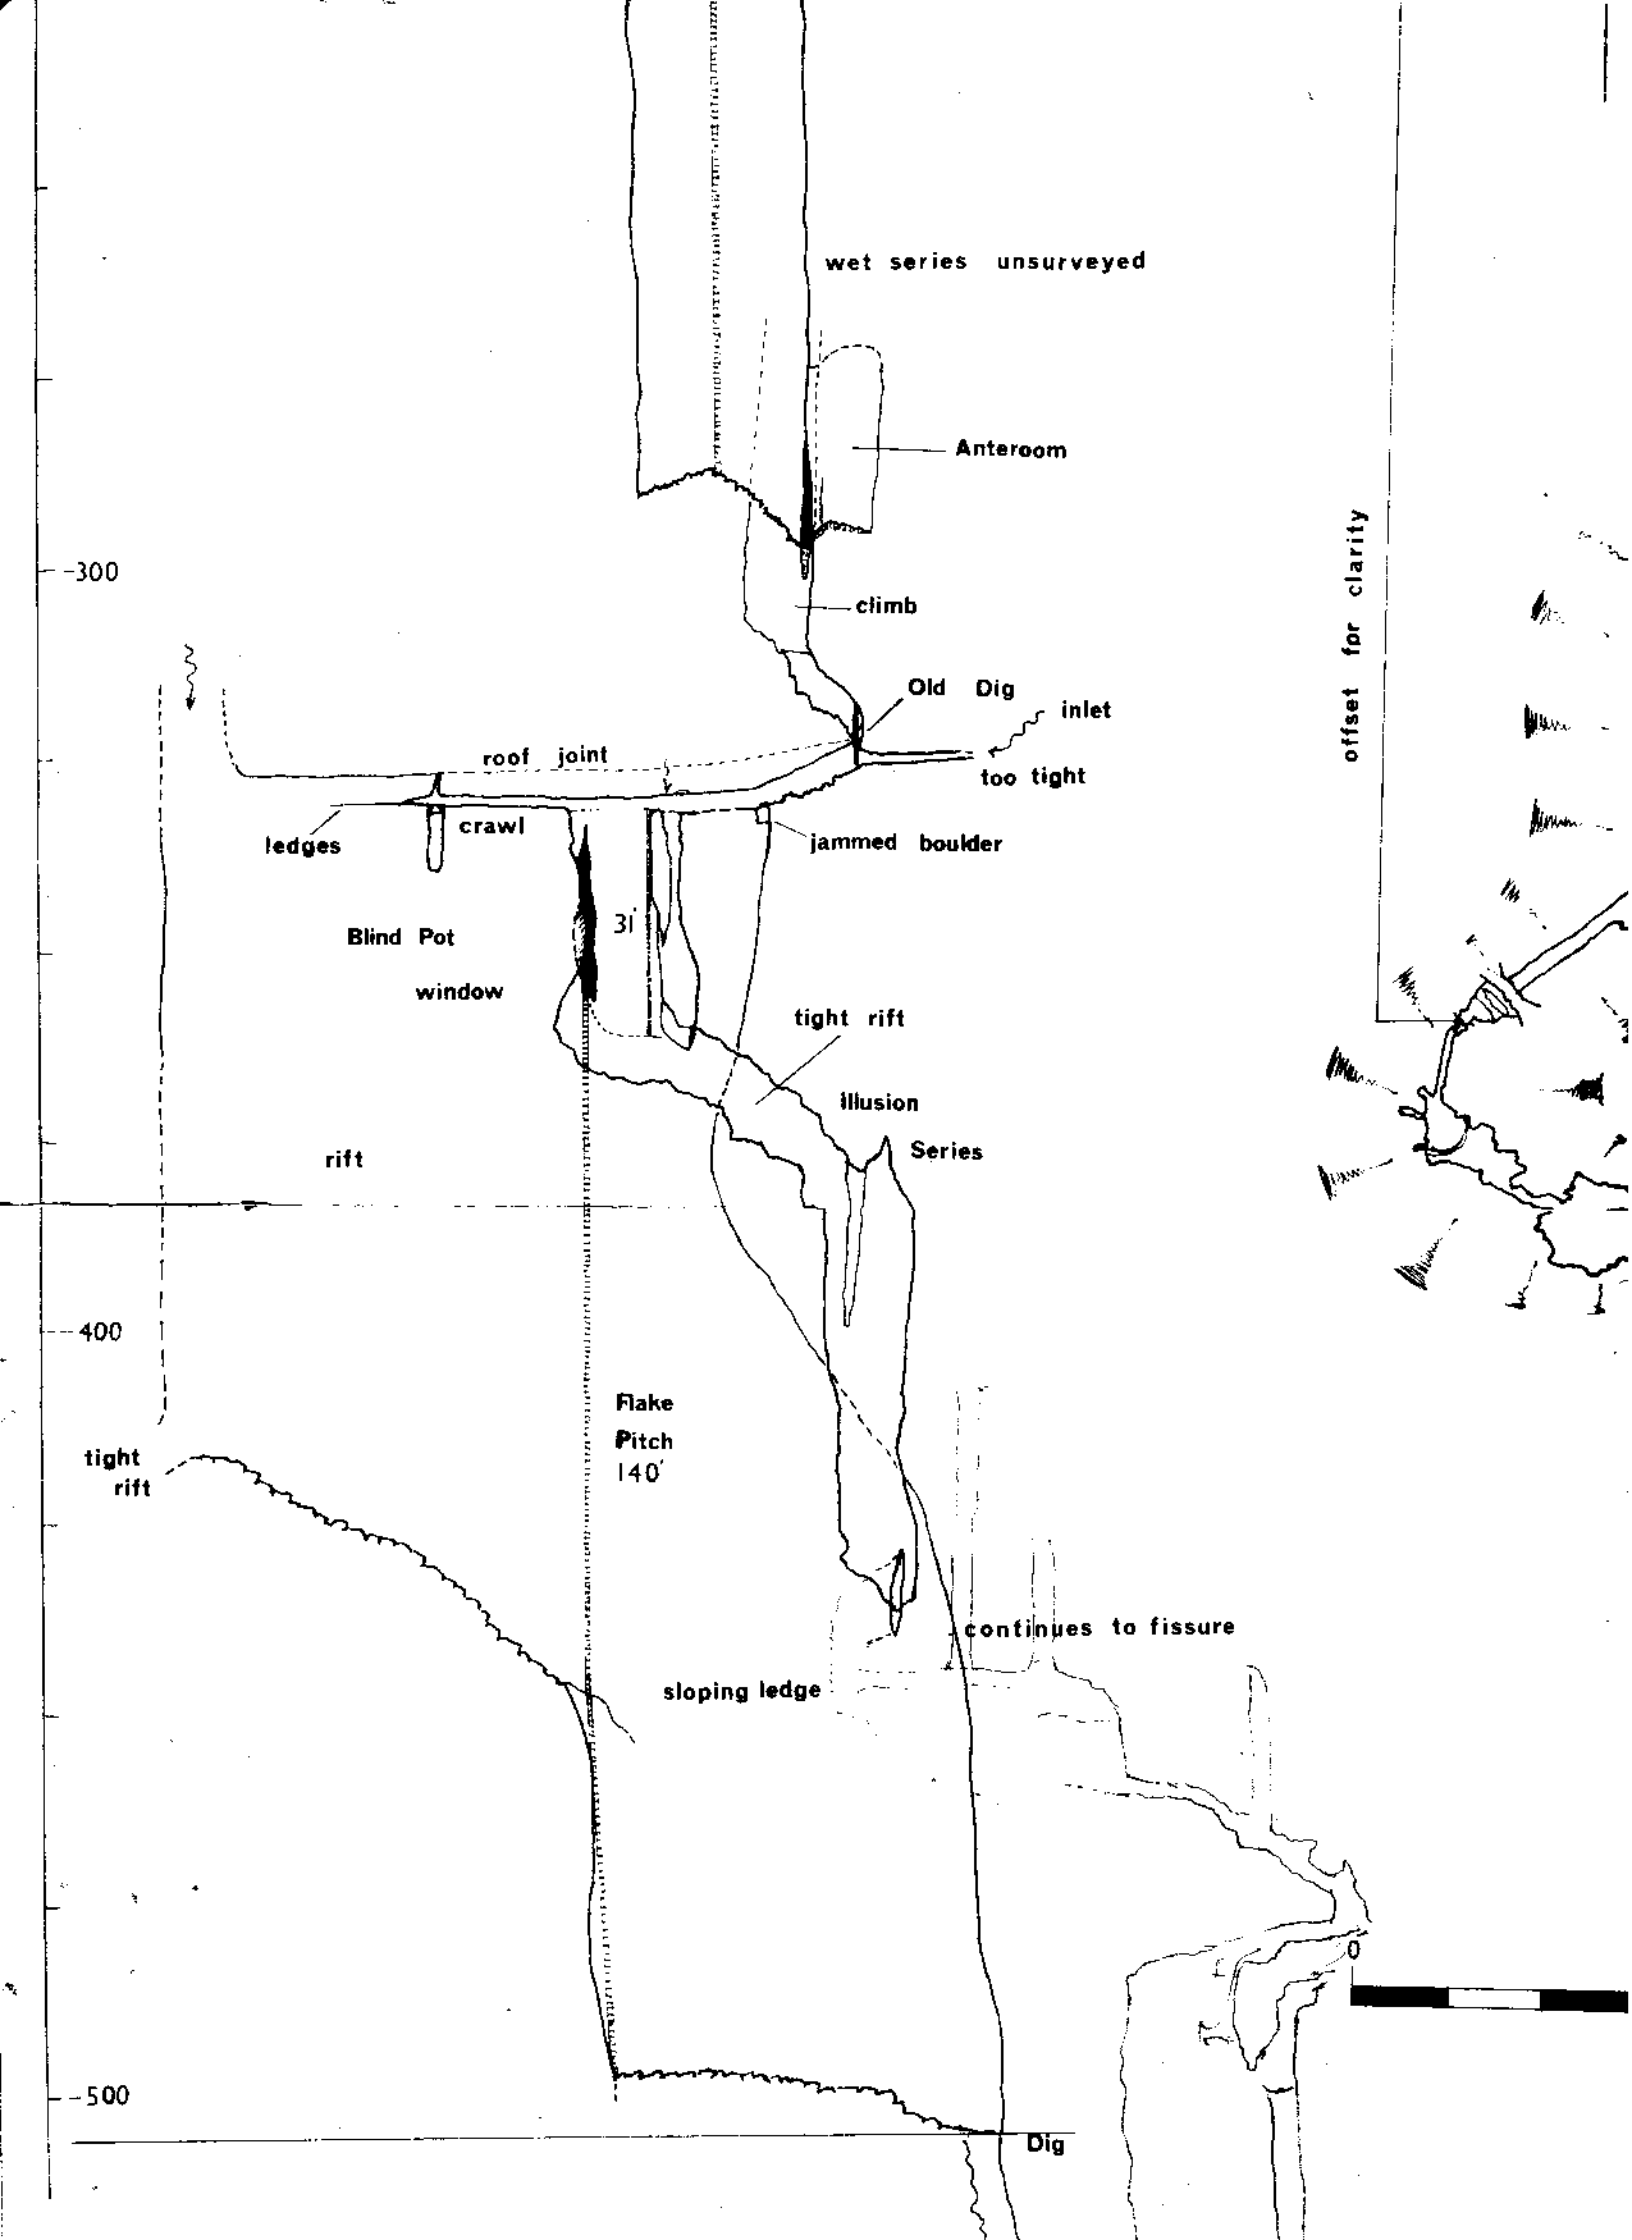 wet series unsurveyed
Anteroom
-300
climb
offset for clarity
Old Dig
inlet
roof joint
too tight
crawl
ledges
jammed boulder
31'
Blind Pot
window
tight rift
Illusion
Series
rift
-400
Flake
Pitch
140'
tight
rift
continues to fissure
sloping ledge
0
-500
Dig